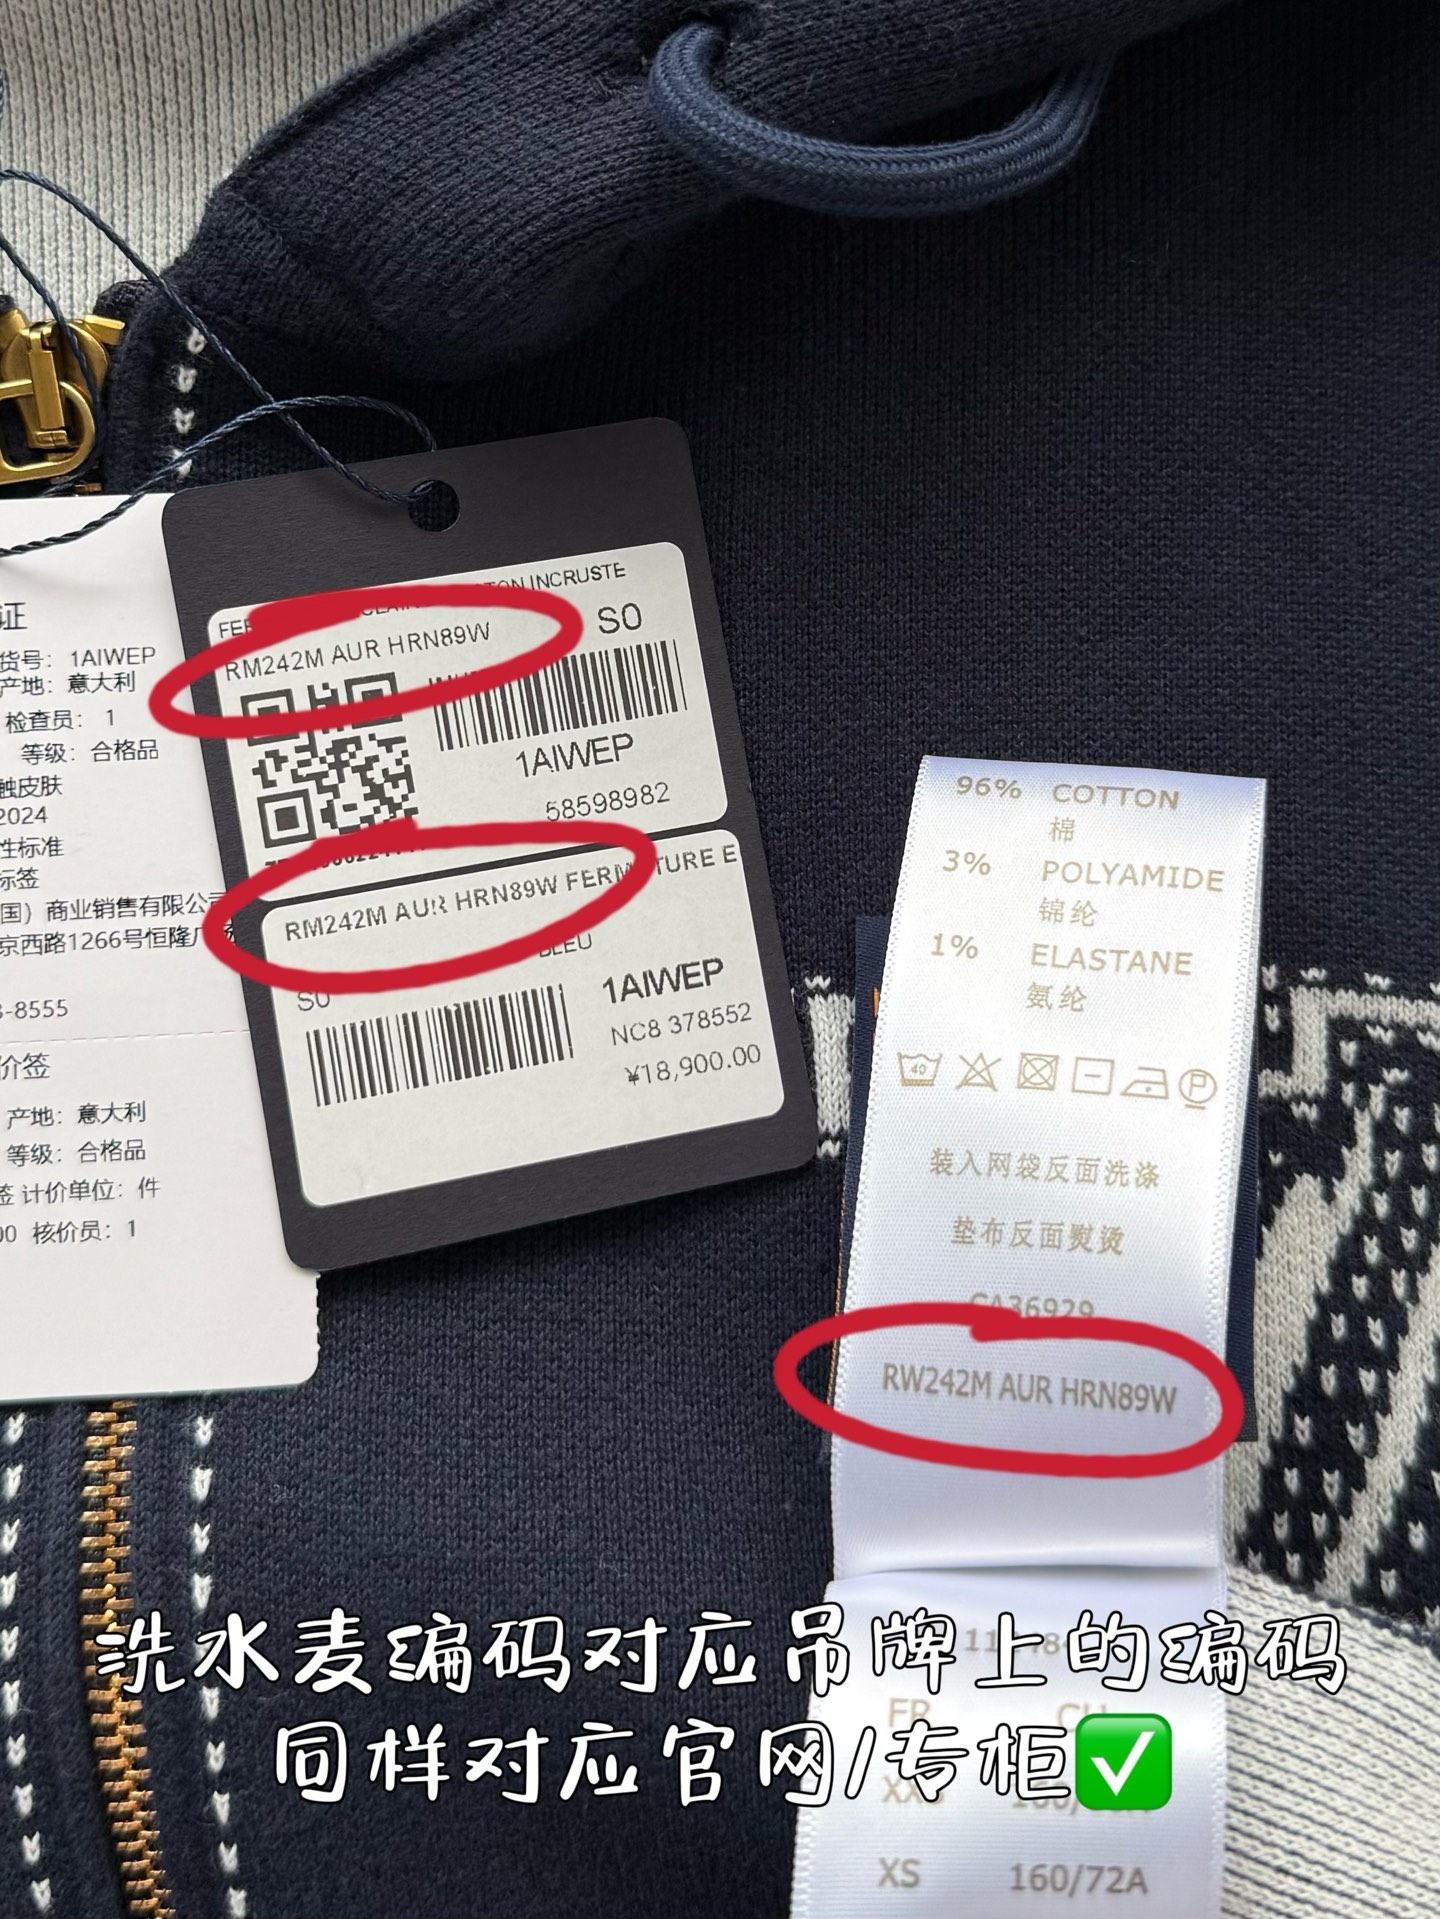 证
货号： 1AIWEP
产地：意大利
检查员： 1
等级：合格品
触皮肤
2024
性标准
标签
国）商业销售有限公司
京西路1266号恒隆广场
3-8555
价签
产地：意大利
等级：合格品
签 计价单位：件
00 核价员：1
INCRUSTE
RM242M AUR HRN89W
S0
1AIWEP
58598982
RM242M AUR HRN89W FERMETURE E
BLEU
S0
1AIWEP
NC8 378552
¥18,900.00
96% COTTON
棉
3% POLYAMIDE
锦纶
1% ELASTANE
氨纶
40
P
装入网袋反面洗涤
垫布反面熨烫
CA36929
RW242M AUR HRN89W
FR
XS 160/72A
洗水麦编码对应吊牌上的编码
同样对应官网/专柜✅